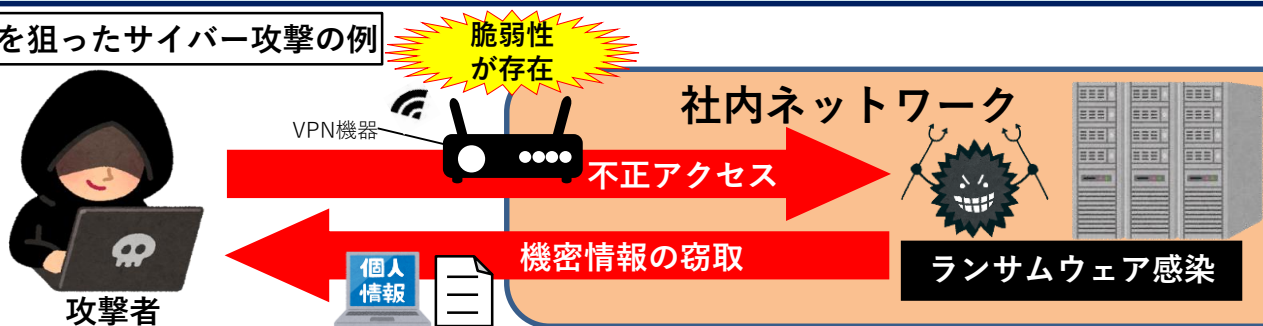 を狙ったサイバー攻撃の例
脆弱性
が存在
社内ネットワーク
VPN機器
不正アクセス
機密情報の窃取
個人
情報
ランサムウェア感染
攻撃者